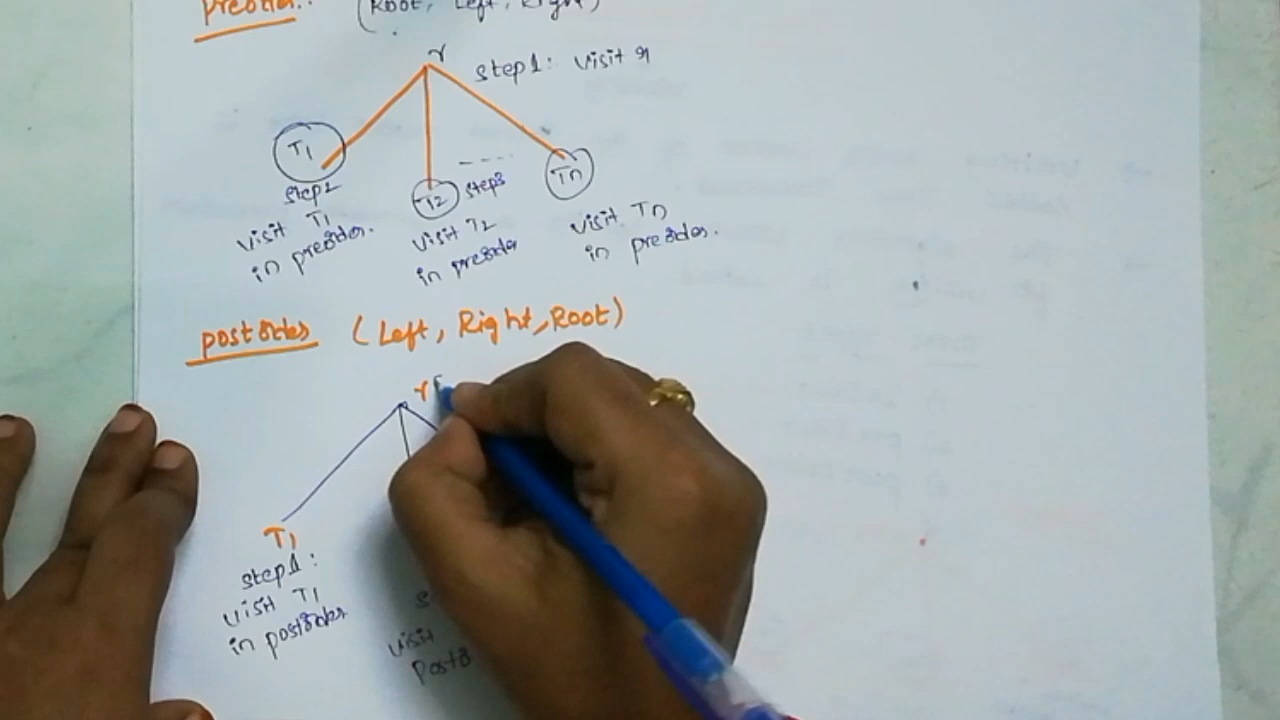 Preorder: (Root, Left, Right)
r
step1: visit r
T1
T2
Tn
step2
visit T1
in preorder.
step3
visit T2
in preorder
visit Tn
in preorder.
postorder (Left, Right, Root)
r
T1
step1:
visit T1
in postorder
visit